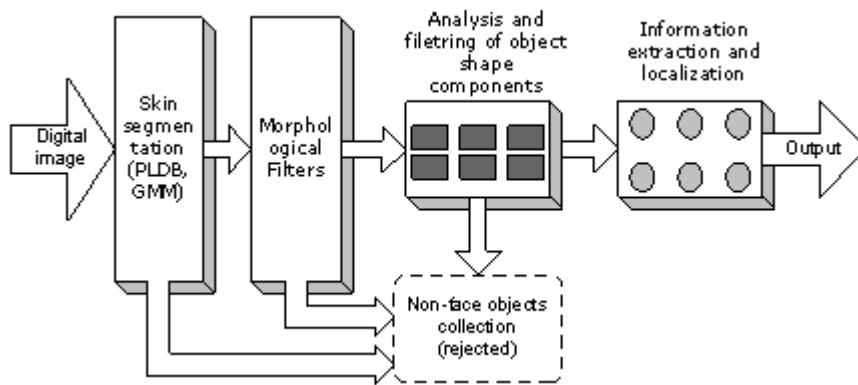 Digital
image
Skin
segmen
tation
(PLDB,
GMM)
Morphol
ogical
Filters
Analysis and
filetring of object
shape
components
Information
extraction and
localization
Output
Non-face objects
collection
(rejected)